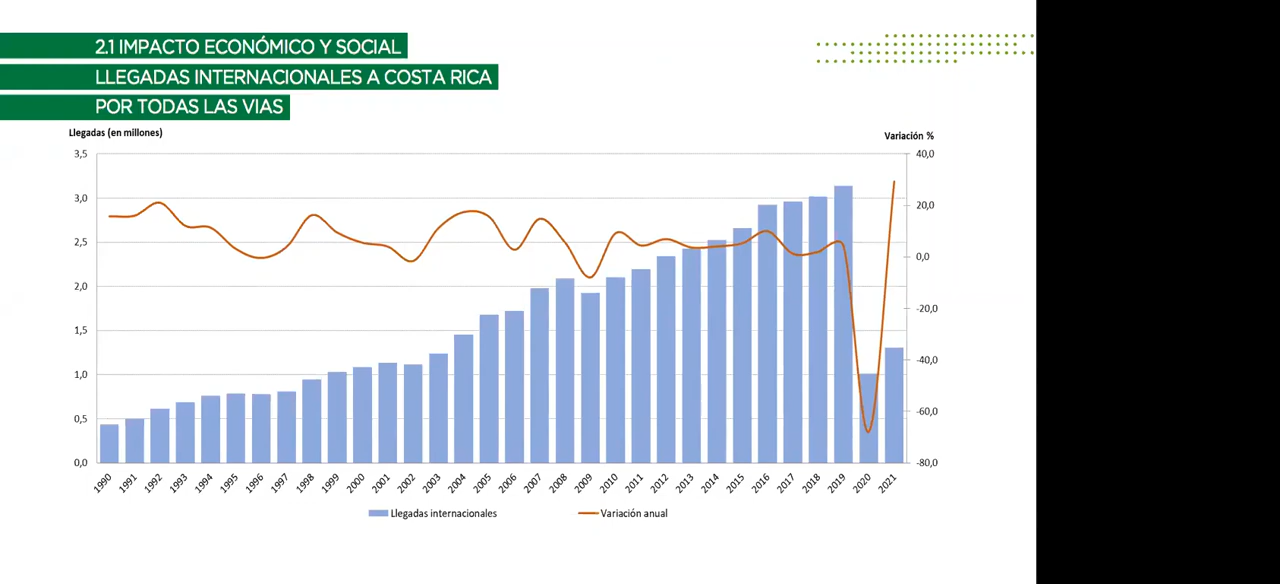 2.1 IMPACTO ECONÓMICO Y SOCIAL
LLEGADAS INTERNACIONALES A COSTA RICA
POR TODAS LAS VIAS
Llegadas (en millones)
Variación %
3,5
3,0
2,5
2,0
1,5
1,0
0,5
0,0
40,0
20,0
0,0
-20,0
-40,0
-60,0
-80,0
1990 1991 1992 1993 1994 1995 1996 1997 1998 1999 2000 2001 2002 2003 2004 2005 2006 2007 2008 2009 2010 2011 2012 2013 2014 2015 2016 2017 2018 2019 2020 2021
Llegadas internacionales
Variación anual